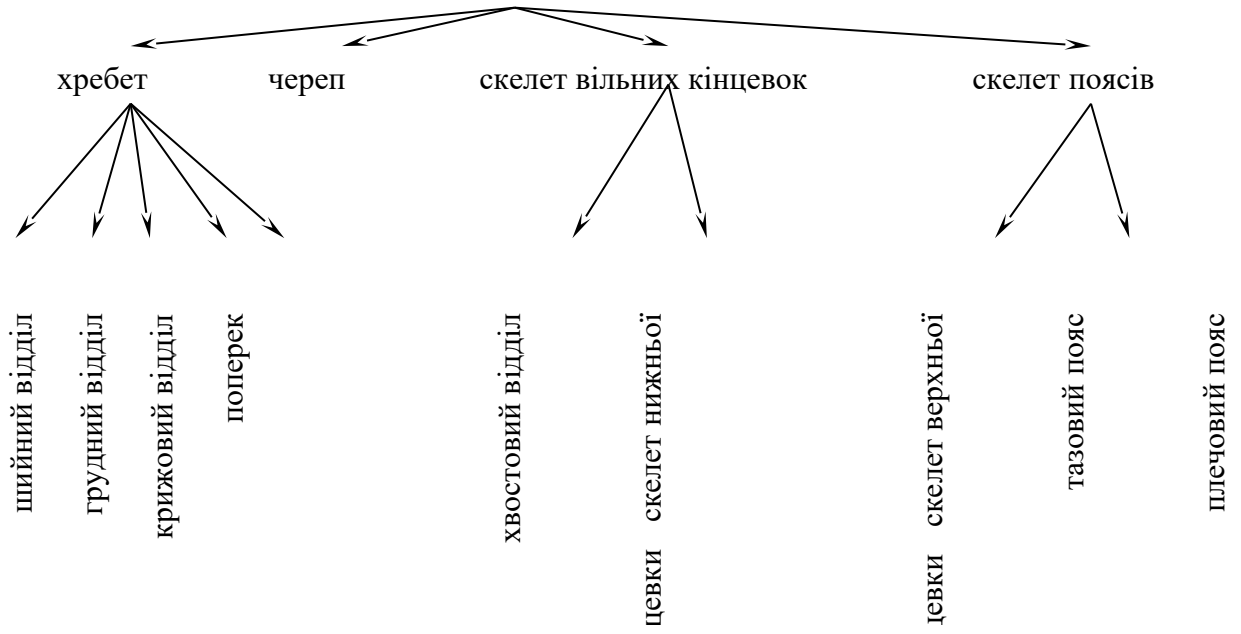 хребет
череп
скелет вільних кінцевок
скелет поясів
шийний відділ
грудний відділ
крижовий відділ
поперек
хвостовий відділ
скелет нижньої
цевки
скелет верхньої
цевки
тазовий пояс
плечовий пояс